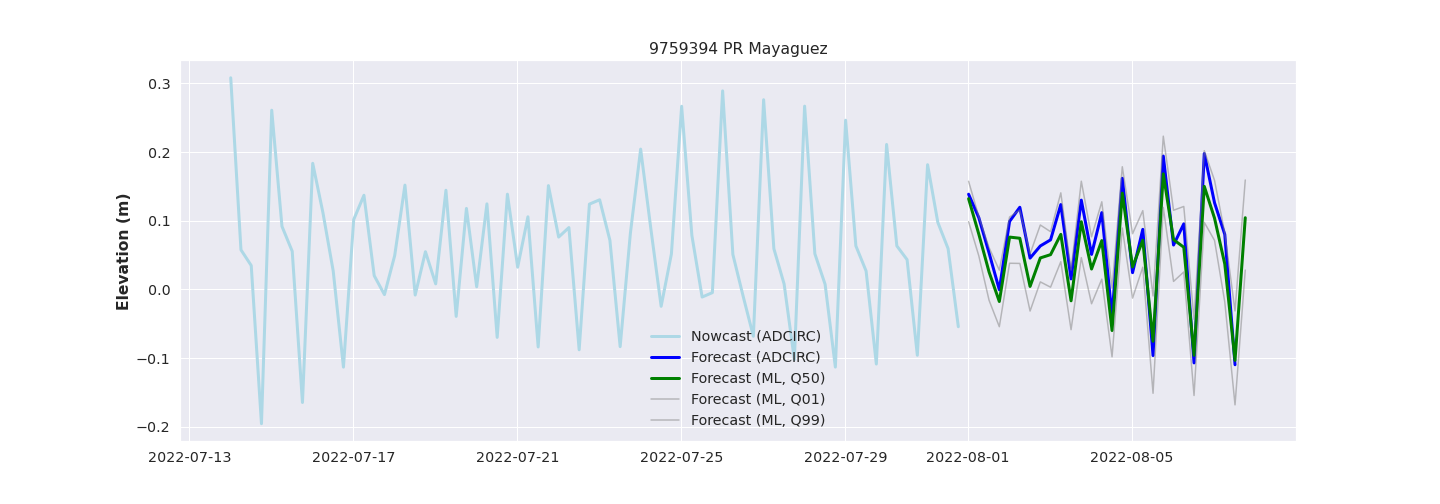 9759394 PR Mayaguez
Elevation (m)
0.3
0.2
0.1
0.0
−0.1
−0.2
Nowcast (ADCIRC)
Forecast (ADCIRC)
Forecast (ML, Q50)
Forecast (ML, Q01)
Forecast (ML, Q99)
2022-07-13 2022-07-17 2022-07-21 2022-07-25 2022-07-29 2022-08-01 2022-08-05